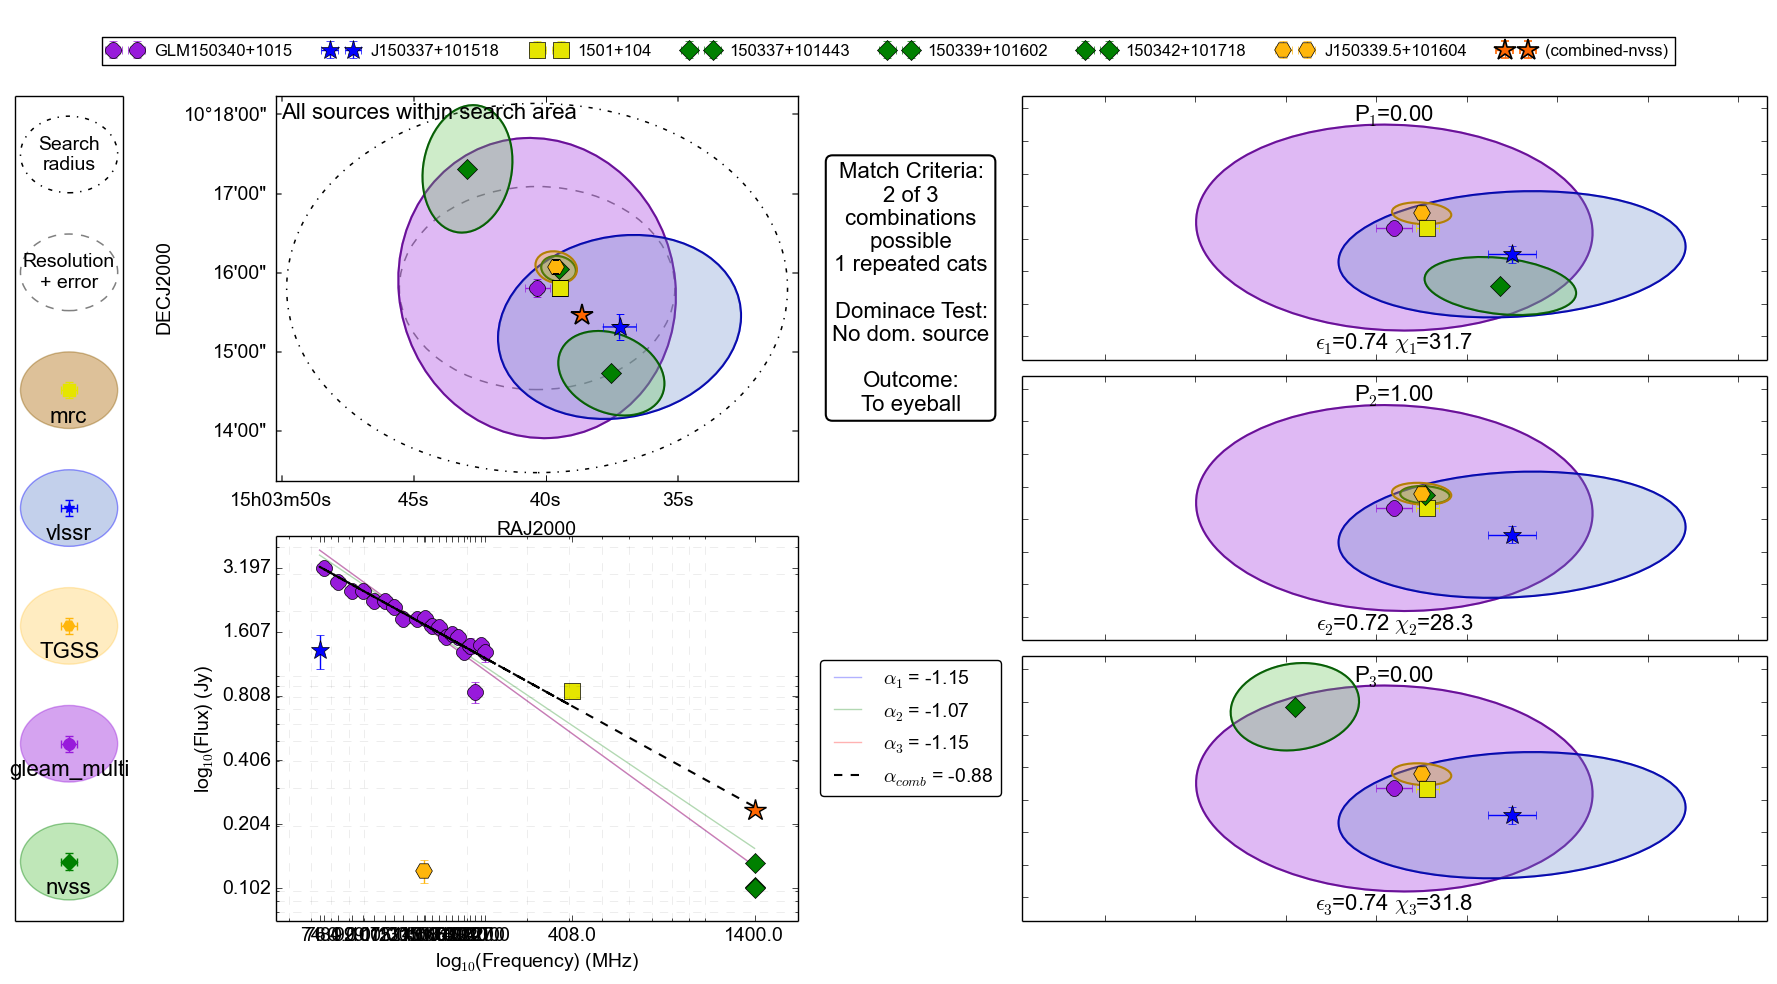 GLM150340+1015 J150337+101518 1501+104 150337+101443 150339+101602 150342+101718 J150339.5+101604 (combined-nvss)
Search
radius
Resolution
+ error
mrc
vlssr
TGSS
gleam_multi
nvss
All sources within search area
10°18'00"
17'00"
16'00"
15'00"
14'00"
DECJ2000
15h03m50s 45s 40s 35s
RAJ2000
Match Criteria:
2 of 3
combinations
possible
1 repeated cats
Dominace Test:
No dom. source
Outcome:
To eyeball
P1=0.00
ϵ1=0.74 χ1=31.7
P2=1.00
ϵ2=0.72 χ2=28.3
P3=0.00
ϵ3=0.74 χ3=31.8
3.197
1.607
0.808
0.406
0.204
0.102
log10(Flux) (Jy)
408.0 1400.0
log10(Frequency) (MHz)
α1 = -1.15
α2 = -1.07
α3 = -1.15
αcomb = -0.88